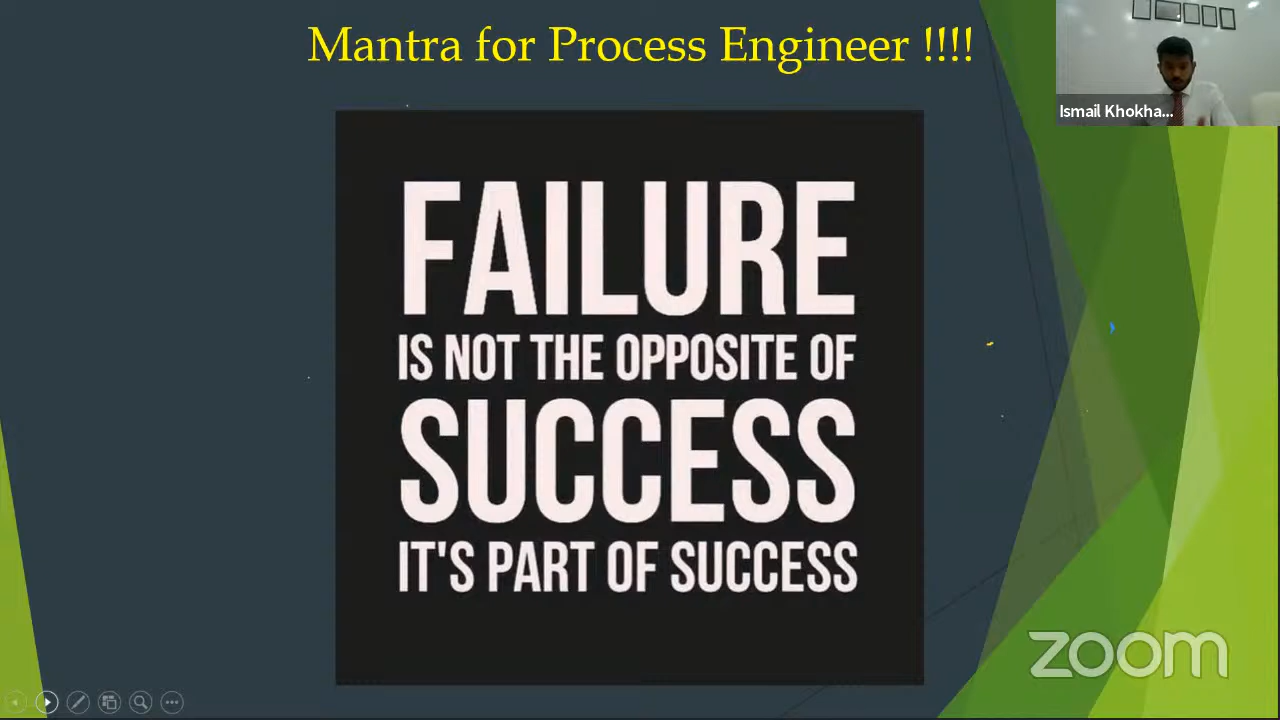 Mantra for Process Engineer !!!!
Ismail Khokha...
FAILURE
IS NOT THE OPPOSITE OF
SUCCESS
IT'S PART OF SUCCESS
zoom